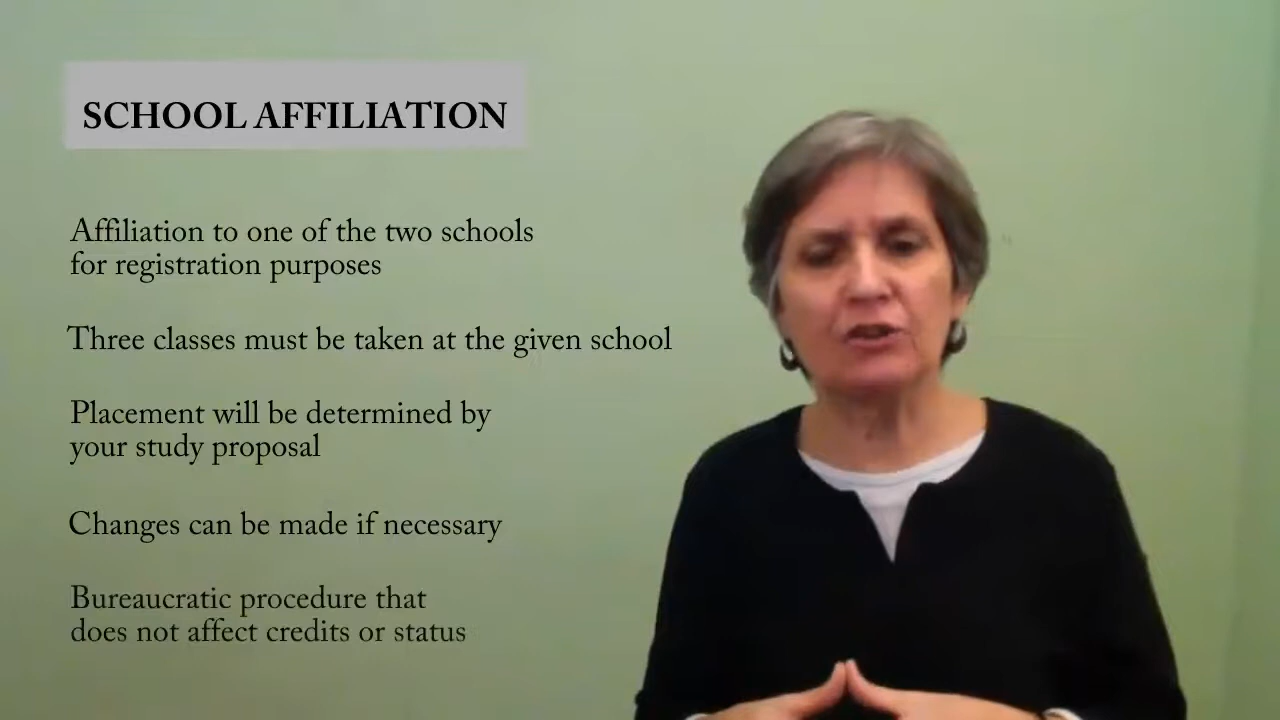 SCHOOL AFFILIATION
Affiliation to one of the two schools
for registration purposes
Three classes must be taken at the given school
Placement will be determined by
your study proposal
Changes can be made if necessary
Bureaucratic procedure that
does not affect credits or status